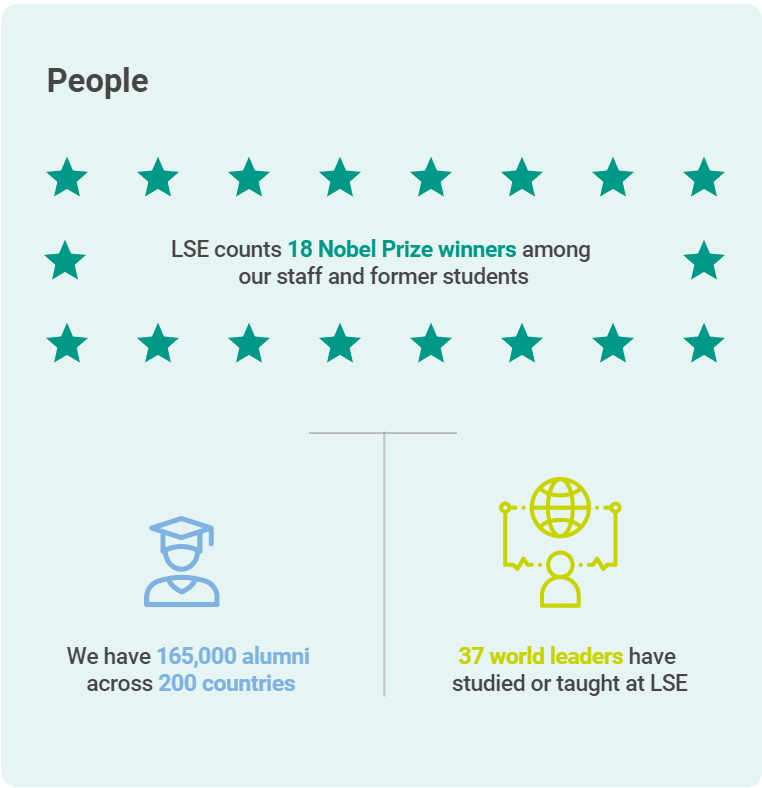 People
LSE counts 18 Nobel Prize winners among
our staff and former students
We have 165,000 alumni
across 200 countries
37 world leaders have
studied or taught at LSE